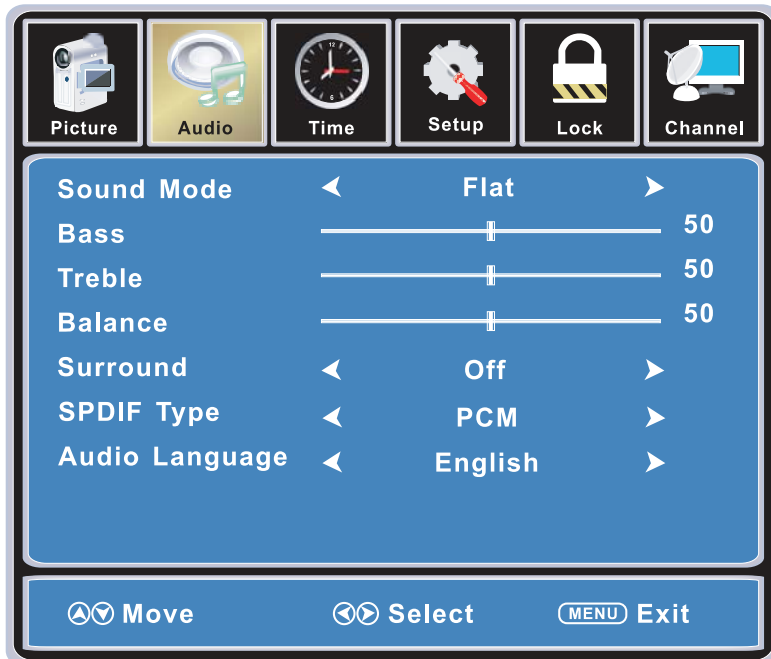 Picture Audio Time Setup Lock Channel
Sound Mode Flat
Bass 50
Treble 50
Balance 50
Surround Off
SPDIF Type PCM
Audio Language English
Move Select MENU Exit